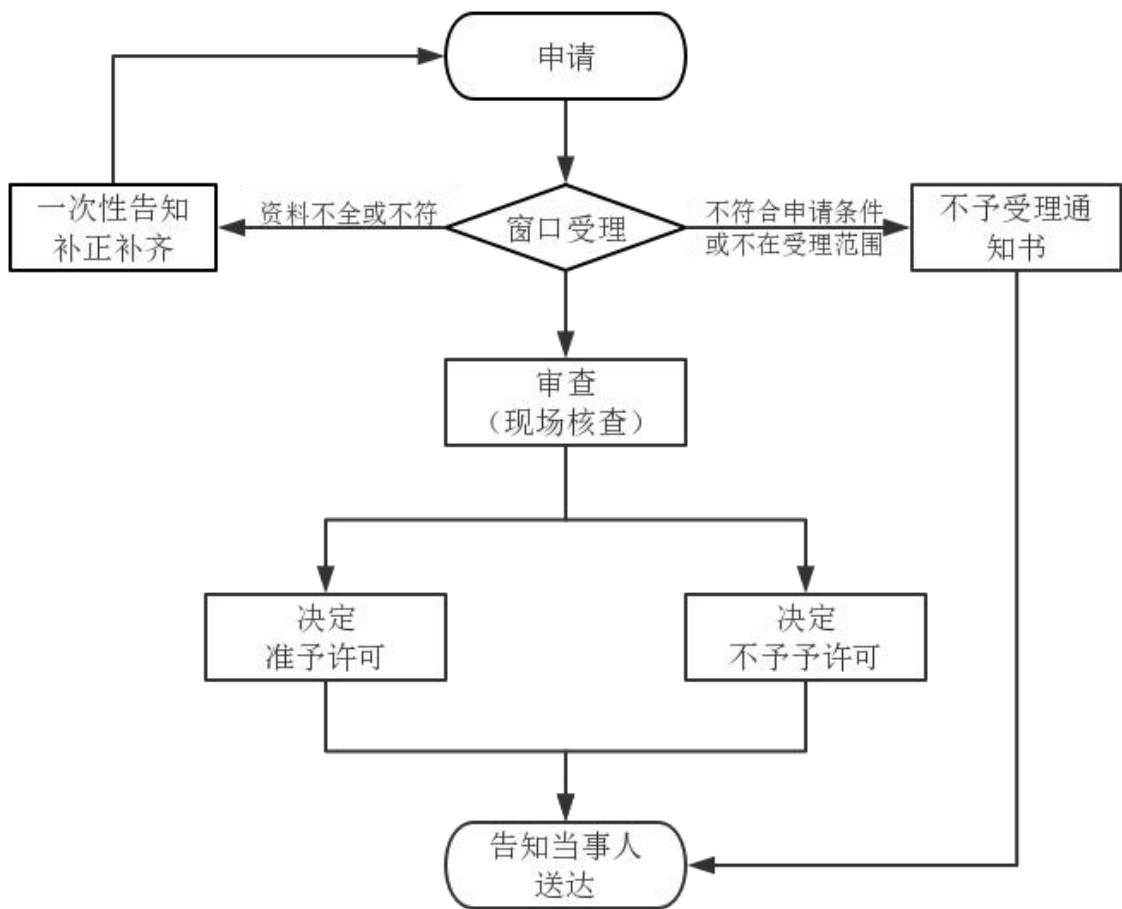 申请
一次性告知
补正补齐
资料不全或不符
窗口受理
不符合申请条件
或不在受理范围
不予受理通
知书
审查
（现场核查）
决定
准予许可
决定
不予予许可
告知当事人
送达